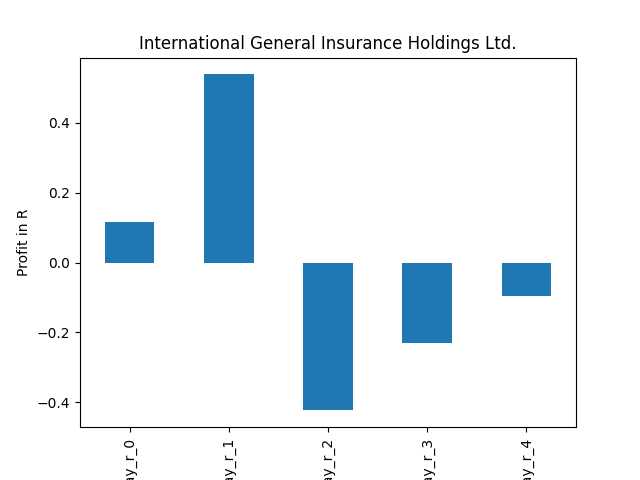 International General Insurance Holdings Ltd.
Profit in R
0.4
0.2
0.0
−0.2
−0.4
ay_r_0
ay_r_1
ay_r_2
ay_r_3
ay_r_4